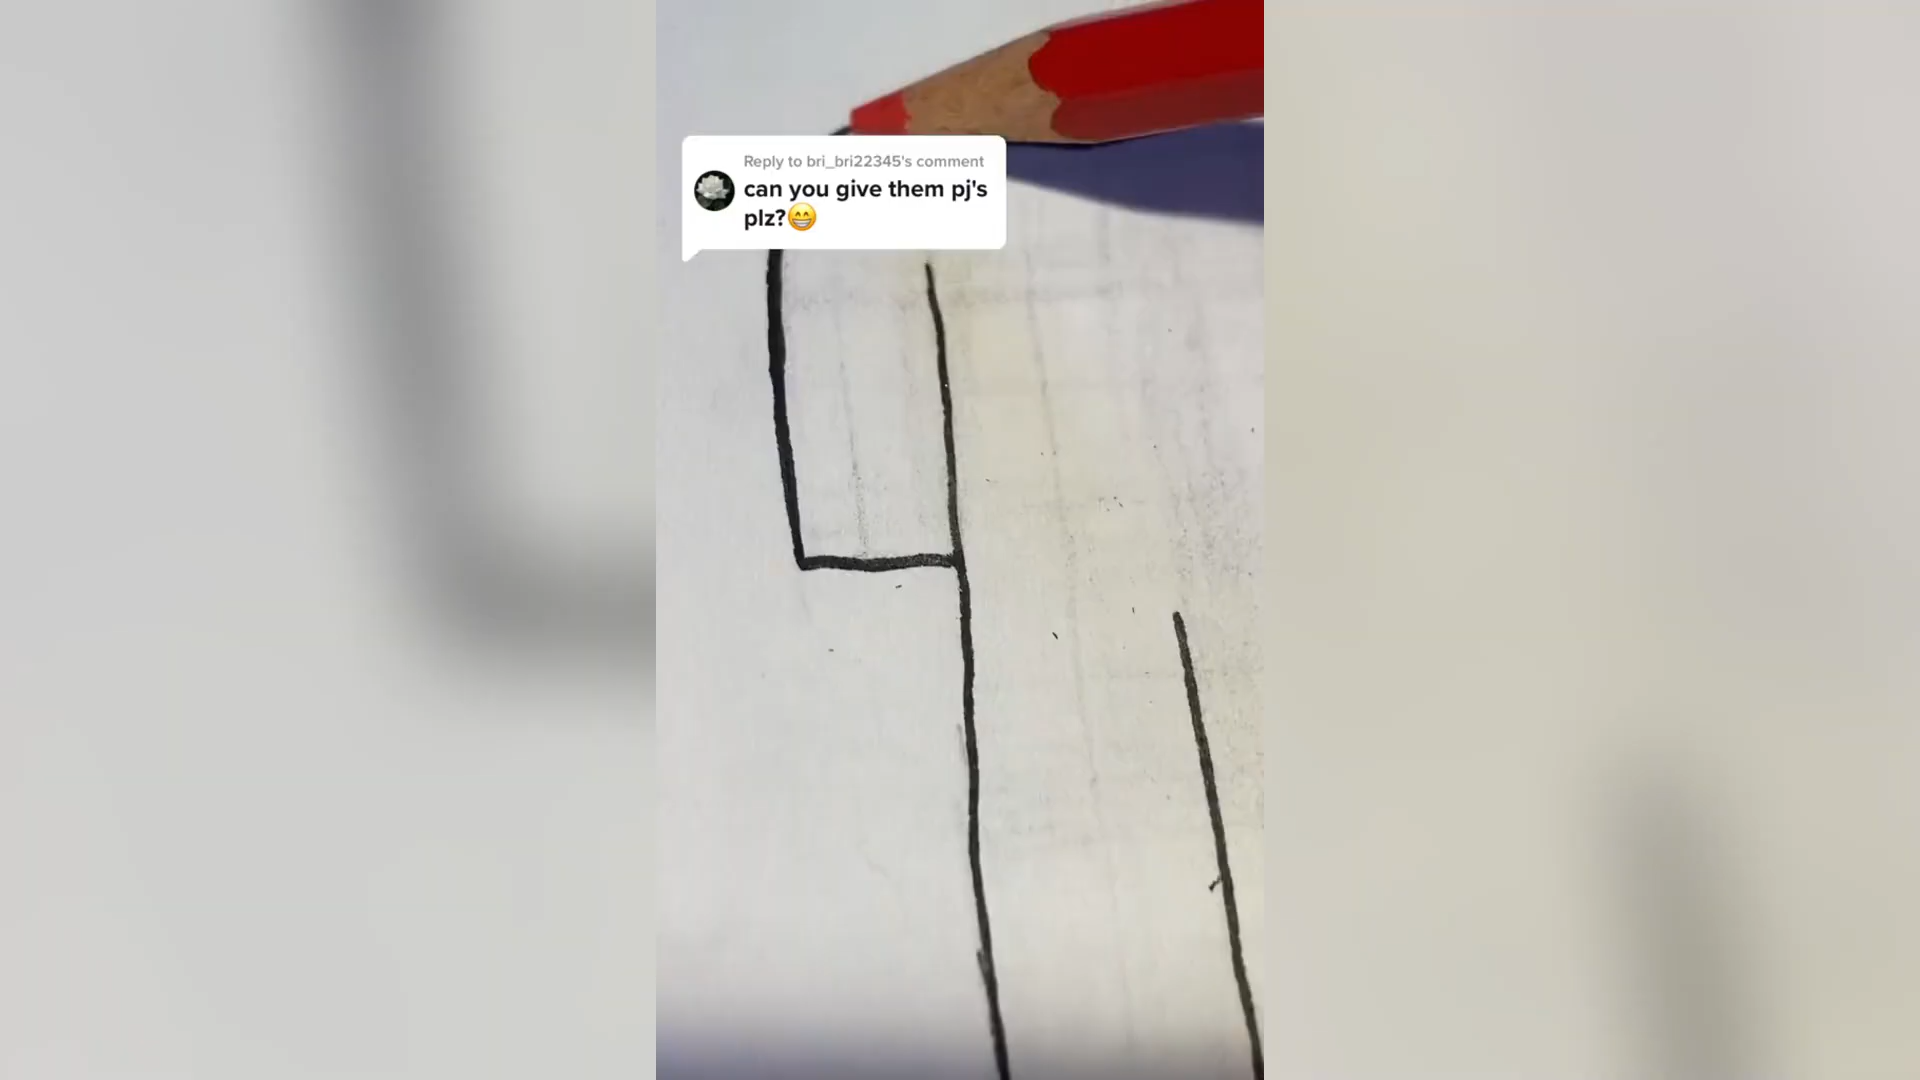 Reply to bri_bri22345's comment
can you give them pj's
plz?😁